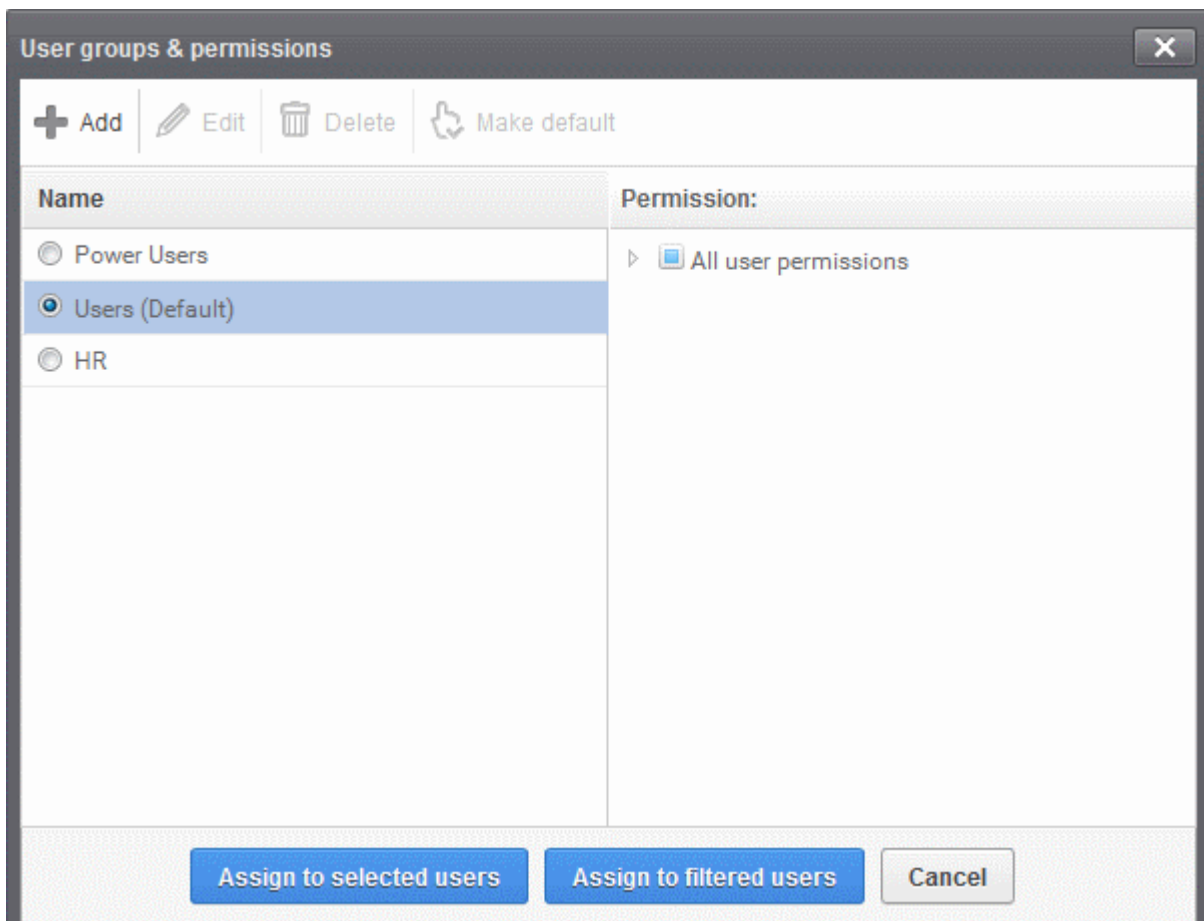 User groups & permissions
Add Edit Delete Make default
Name Permission:
Power Users
All user permissions
Users (Default)
HR
Assign to selected users Assign to filtered users Cancel